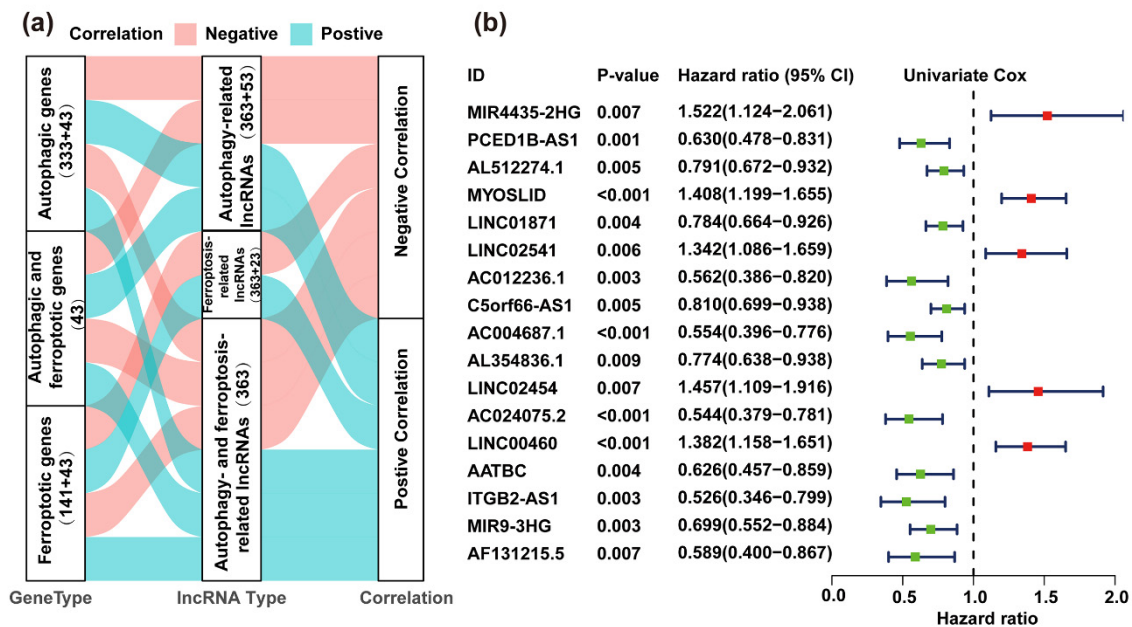 (a)
Correlation Negative Postive
Autophagic genes
(333+43)
Autophagic and
ferroptotic genes
(43)
Ferroptotic genes
(141+43)
Autophagy-related
lncRNAs (363+53)
Ferroptosis-
related
lncRNAs
(363+23)
Autophagy- and ferroptosis-
related lncRNAs (363)
Negative Correlation
Postive Correlation
GeneType lncRNA Type Correlation
(b)
ID P-value Hazard ratio (95% CI) Univariate Cox
MIR4435-2HG 0.007 1.522(1.124−2.061)
PCED1B-AS1 0.001 0.630(0.478−0.831)
AL512274.1 0.005 0.791(0.672−0.932)
MYOSLID <0.001 1.408(1.199−1.655)
LINC01871 0.004 0.784(0.664−0.926)
LINC02541 0.006 1.342(1.086−1.659)
AC012236.1 0.003 0.562(0.386−0.820)
C5orf66-AS1 0.005 0.810(0.699−0.938)
AC004687.1 <0.001 0.554(0.396−0.776)
AL354836.1 0.009 0.774(0.638−0.938)
LINC02454 0.007 1.457(1.109−1.916)
AC024075.2 <0.001 0.544(0.379−0.781)
LINC00460 <0.001 1.382(1.158−1.651)
AATBC 0.004 0.626(0.457−0.859)
ITGB2-AS1 0.003 0.526(0.346−0.799)
MIR9-3HG 0.003 0.699(0.552−0.884)
AF131215.5 0.007 0.589(0.400−0.867)
0.0 0.5 1.0 1.5 2.0
Hazard ratio